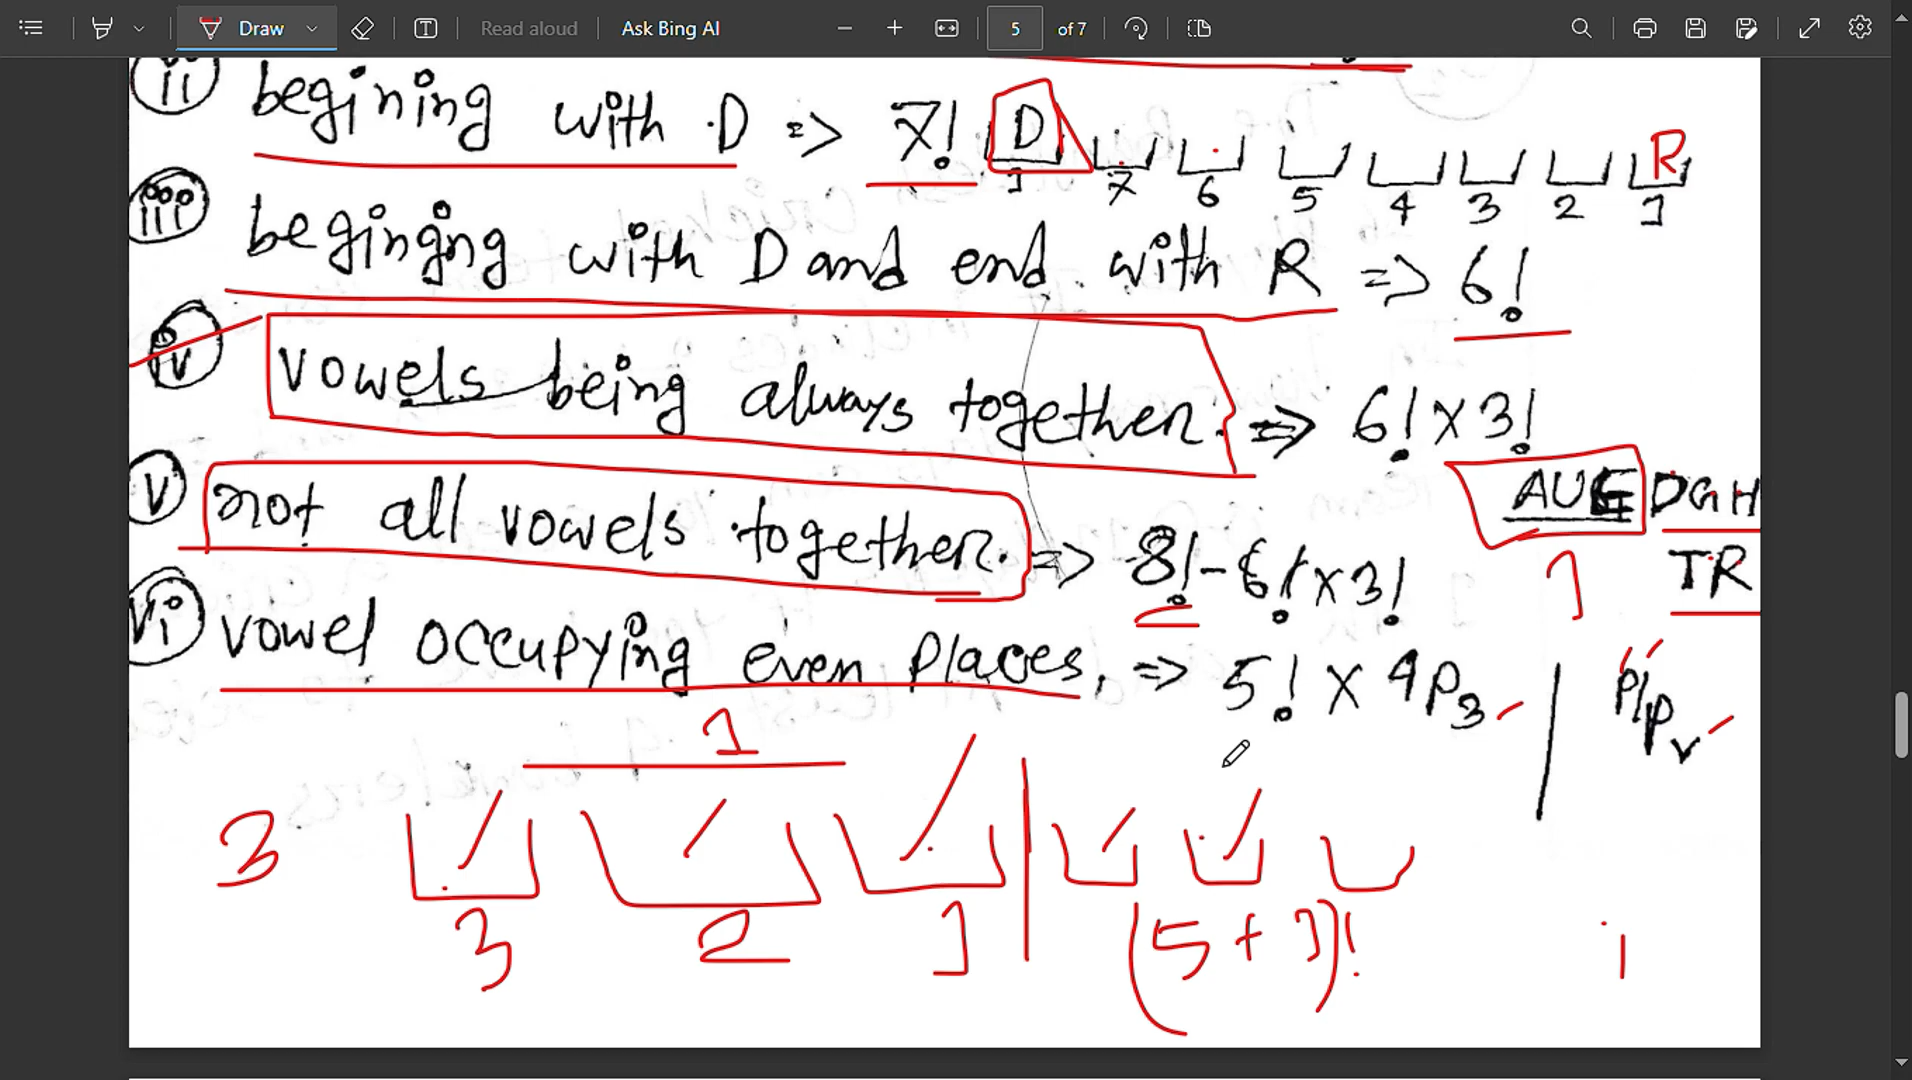 Draw Read aloud Ask Bing AI 5 of 7
ii begining with D => 7! D R
1 7 6 5 4 3 2 1
iii begining with D and end with R => 6!
iv vowels being always together. => 6! x 3!
AUE DGH
v not all vowels together. => 8! - 6! x 3!
1 TR
vi vowel occupying even places, => 5! x 4P3
1
3
3 2 1 (5+1)!